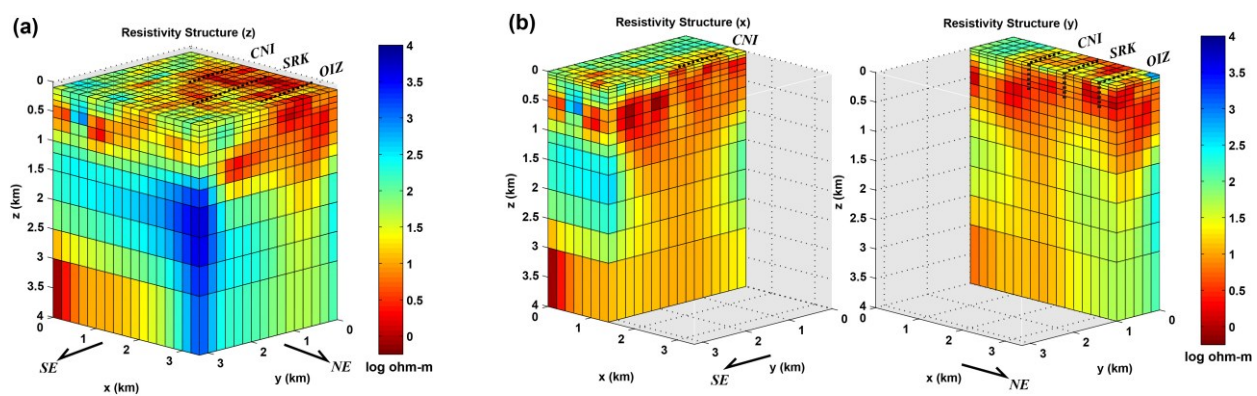 (a)
Resistivity Structure (z)
CNI
SRK
OIZ
0
0.5
1
1.5
2
2.5
3
3.5
4
z (km)
0
1
2
3
x (km)
SE
3
2
1
0
y (km)
NE
4
3.5
3
2.5
2
1.5
1
0.5
0
log ohm-m
(b)
Resistivity Structure (x)
CNI
0
0.5
1
1.5
2
2.5
3
3.5
4
z (km)
0
1
2
3
x (km)
3
2
1
0
y (km)
SE
Resistivity Structure (y)
CNI
SRK
OIZ
0
0.5
1
1.5
2
2.5
3
3.5
4
z (km)
0
1
2
3
x (km)
NE
3
2
1
0
y (km)
4
3.5
3
2.5
2
1.5
1
0.5
0
log ohm-m